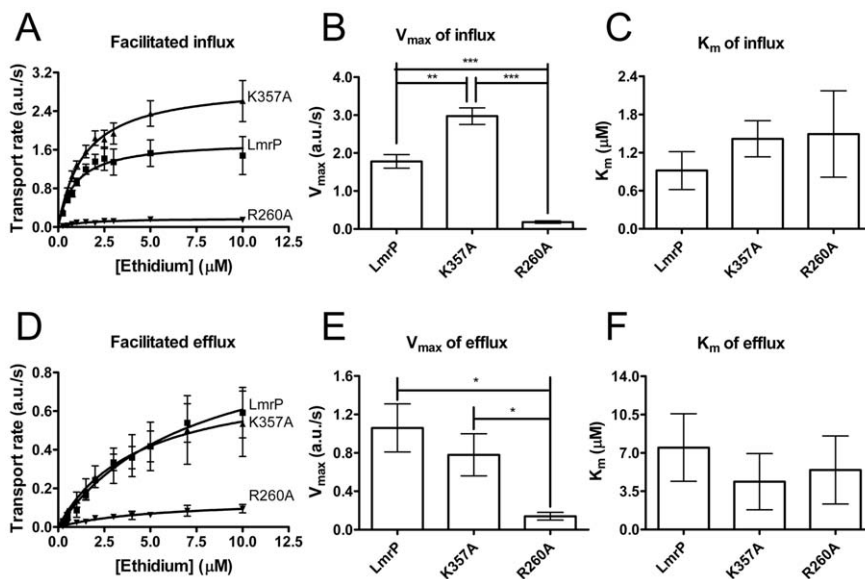 A
Facilitated influx
Transport rate (a.u./s)
3.2
2.4
1.6
0.8
0.0
K357A
LmrP
R260A
0.0 2.5 5.0 7.5 10.0 12.5
[Ethidium] (µM)
B
Vmax of influx
Vmax (a.u./s)
4.0
3.0
2.0
1.0
0.0
***
** ***
LmrP K357A R260A
C
Km of influx
Km (µM)
2.4
1.8
1.2
0.6
0.0
LmrP K357A R260A
D
Facilitated efflux
Transport rate (a.u./s)
0.8
0.6
0.4
0.2
0.0
LmrP
K357A
R260A
0.0 2.5 5.0 7.5 10.0 12.5
[Ethidium] (µM)
E
Vmax of efflux
Vmax (a.u./s)
1.6
1.2
0.8
0.4
0.0
*
*
LmrP K357A R260A
F
Km of efflux
Km (µM)
14.0
10.5
7.0
3.5
0.0
LmrP K357A R260A